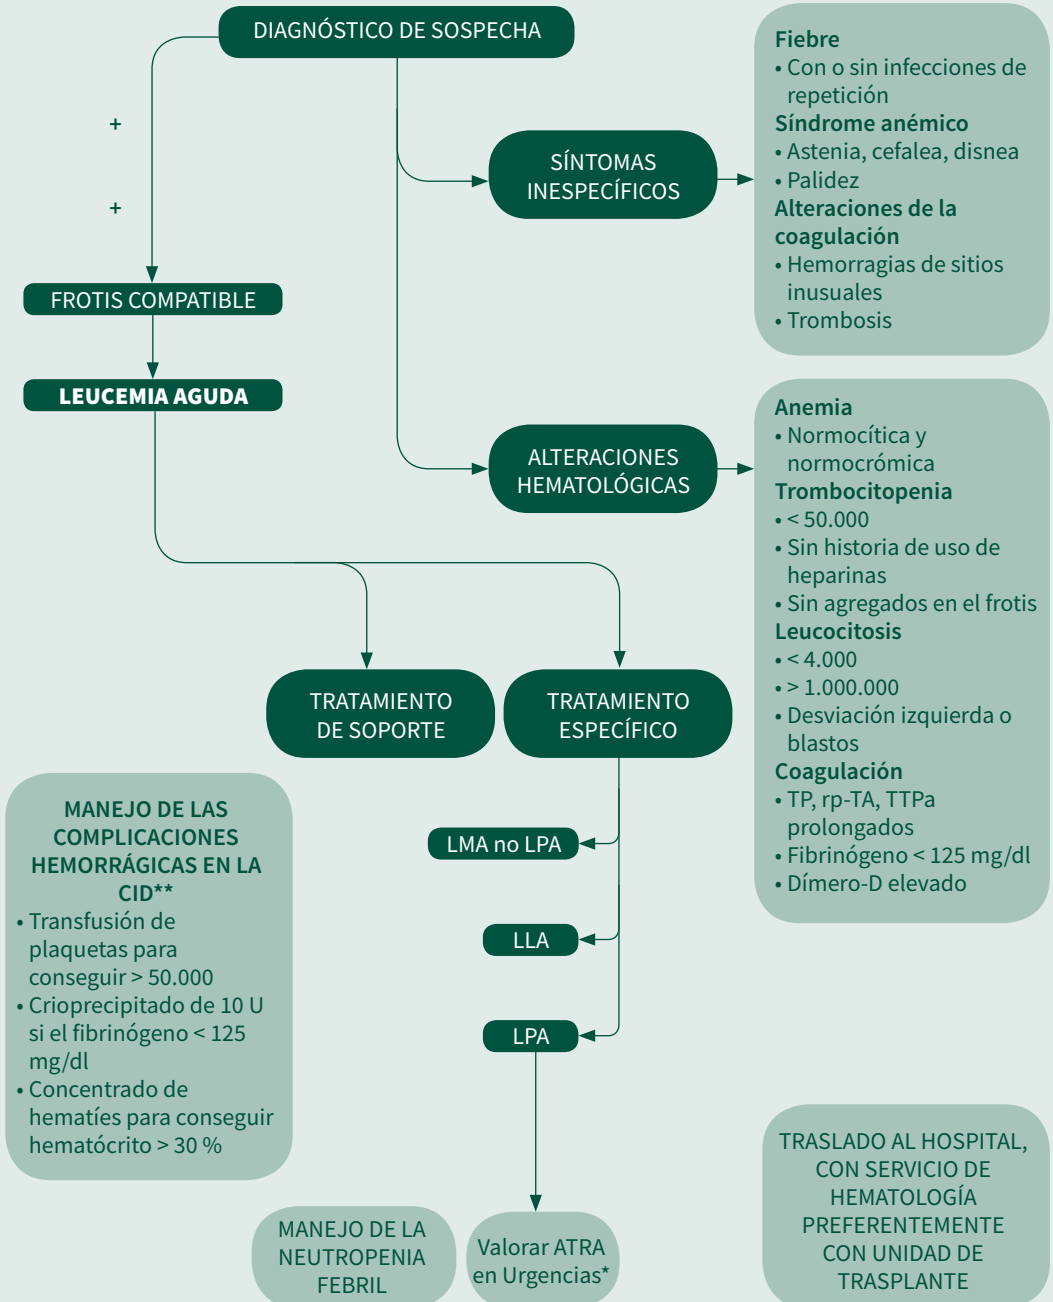 DIAGNÓSTICO DE SOSPECHA
+
+
FROTIS COMPATIBLE
LEUCEMIA AGUDA
SÍNTOMAS
INESPECÍFICOS
Fiebre
• Con o sin infecciones de
repetición
Síndrome anémico
• Astenia, cefalea, disnea
• Palidez
Alteraciones de la
coagulación
• Hemorragias de sitios
inusuales
• Trombosis
ALTERACIONES
HEMATOLÓGICAS
Anemia
• Normocítica y
normocrómica
Trombocitopenia
• < 50.000
• Sin historia de uso de
heparinas
• Sin agregados en el frotis
Leucocitosis
• < 4.000
• > 1.000.000
• Desviación izquierda o
blastos
Coagulación
• TP, rp-TA, TTPa
prolongados
• Fibrinógeno < 125 mg/dl
• Dímero-D elevado
TRATAMIENTO
DE SOPORTE
TRATAMIENTO
ESPECÍFICO
MANEJO DE LAS
COMPLICACIONES
HEMORRÁGICAS EN LA
CID**
• Transfusión de
plaquetas para
conseguir > 50.000
• Crioprecipitado de 10 U
si el fibrinógeno < 125
mg/dl
• Concentrado de
hematíes para conseguir
hematócrito > 30 %
LMA no LPA
LLA
LPA
MANEJO DE LA
NEUTROPENIA
FEBRIL
Valorar ATRA
en Urgencias*
TRASLADO AL HOSPITAL,
CON SERVICIO DE
HEMATOLOGÍA
PREFERENTEMENTE
CON UNIDAD DE
TRASPLANTE